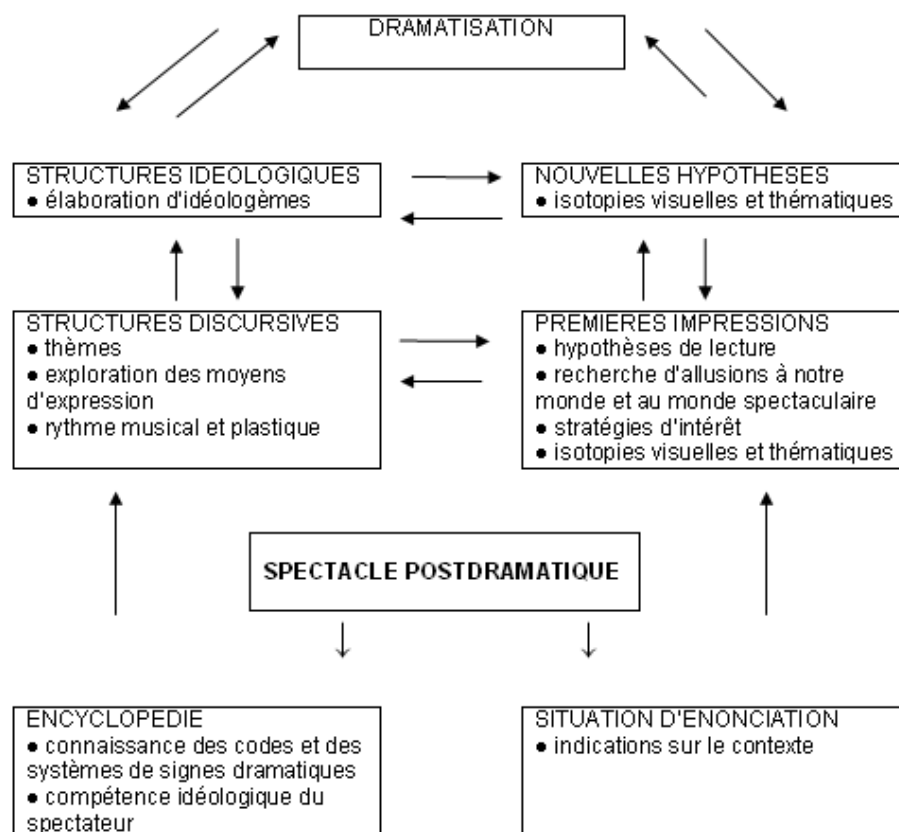 DRAMATISATION
STRUCTURES IDEOLOGIQUES
● élaboration d'idéologèmes
NOUVELLES HYPOTHESES
● isotopies visuelles et thématiques
STRUCTURES DISCURSIVES
● thèmes
● exploration des moyens
d'expression
● rythme musical et plastique
PREMIERES IMPRESSIONS
● hypothèses de lecture
● recherche d'allusions à notre
monde et au monde spectaculaire
● stratégies d'intérêt
● isotopies visuelles et thématiques
SPECTACLE POSTDRAMATIQUE
ENCYCLOPEDIE
● connaissance des codes et des
systèmes de signes dramatiques
● compétence idéologique du
spectateur
SITUATION D'ENONCIATION
● indications sur le contexte